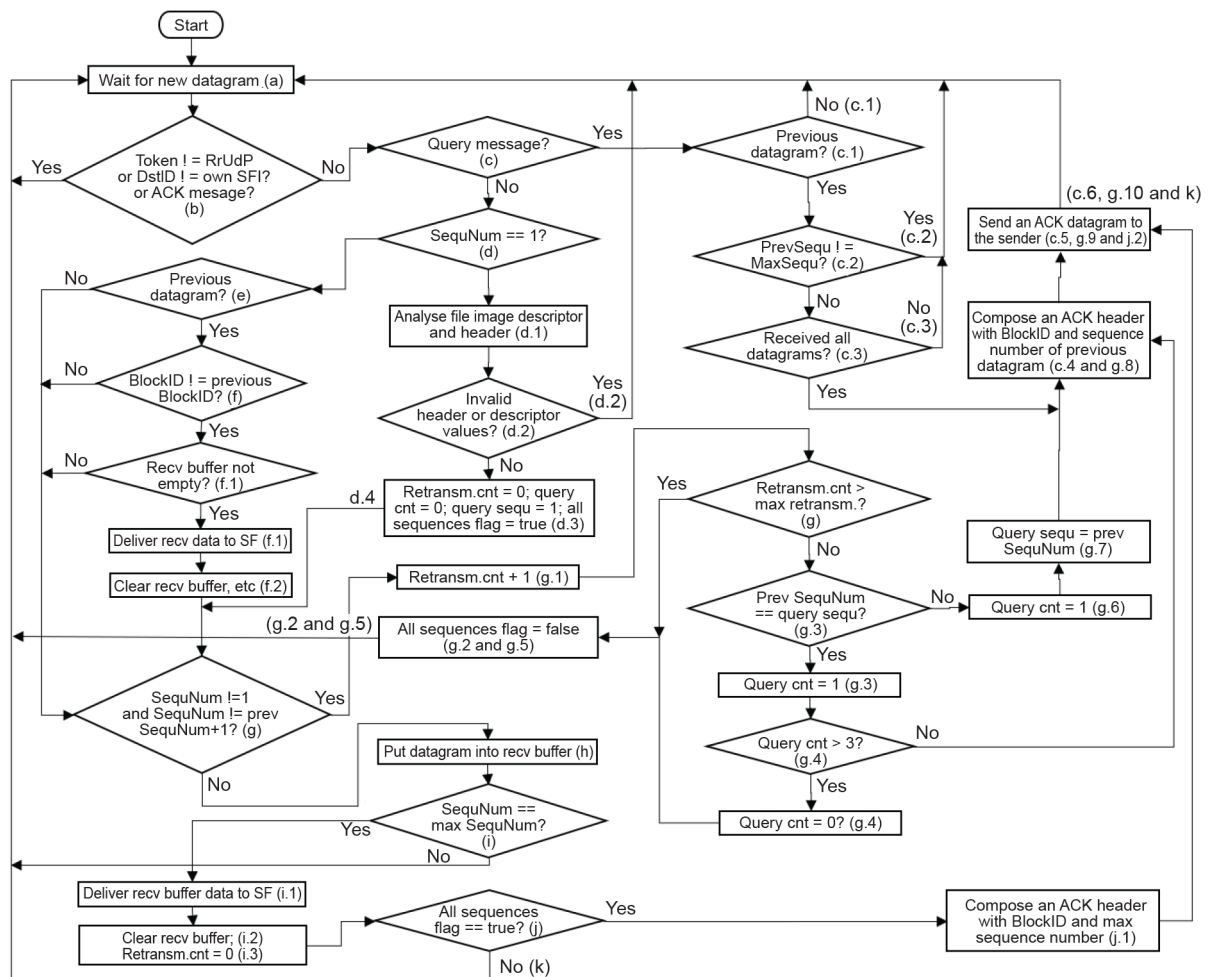 Start
Wait for new datagram (a)
Token ! = RrUdP
or DstID ! = own SFI?
or ACK mesage?
(b)
Yes
No
Query message?
(c)
Yes
No
Previous
datagram? (c.1)
No (c.1)
Yes
PrevSequ ! =
MaxSequ? (c.2)
Yes
(c.2)
No
Received all
datagrams? (c.3)
No
(c.3)
Yes
(c.6, g.10 and k)
Send an ACK datagram to
the sender (c.5, g.9 and j.2)
Compose an ACK header
with BlockID and sequence
number of previous
datagram (c.4 and g.8)
SequNum == 1?
(d)
Analyse file image descriptor
and header (d.1)
Invalid
header or descriptor
values? (d.2)
Yes
(d.2)
No
Retransm.cnt = 0; query
cnt = 0; query sequ = 1; all
sequences flag = true (d.3)
d.4
Previous
datagram? (e)
No
Yes
BlockID ! = previous
BlockID? (f)
No
Yes
Recv buffer not
empty? (f.1)
No
Yes
Deliver recv data to SF (f.1)
Clear recv buffer, etc (f.2)
SequNum !=1
and SequNum != prev
SequNum+1? (g)
Yes
No
Retransm.cnt + 1 (g.1)
Retransm.cnt >
max retransm.?
(g)
Yes
No
All sequences flag = false
(g.2 and g.5)
(g.2 and g.5)
Prev SequNum
== query sequ?
(g.3)
No
Yes
Query cnt = 1 (g.6)
Query sequ = prev
SequNum (g.7)
Query cnt = 1 (g.3)
Query cnt > 3?
(g.4)
No
Yes
Query cnt = 0? (g.4)
Put datagram into recv buffer (h)
SequNum ==
max SequNum?
(i)
Yes
No
Deliver recv buffer data to SF (i.1)
Clear recv buffer; (i.2)
Retransm.cnt = 0 (i.3)
All sequences
flag == true? (j)
Yes
No (k)
Compose an ACK header
with BlockID and max
sequence number (j.1)